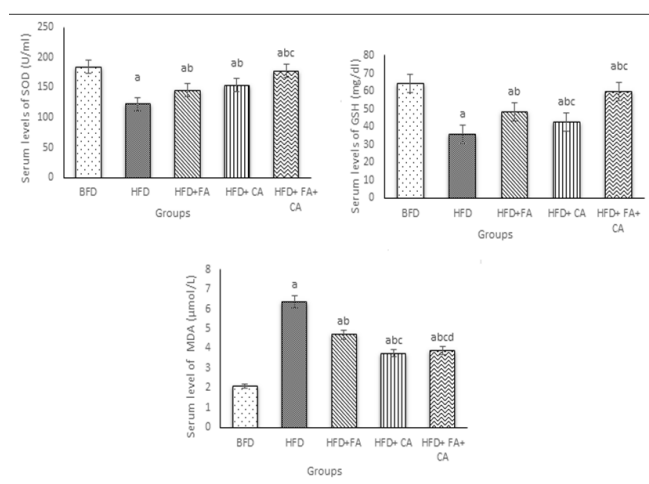 Serum levels of SOD (U/ml)
250
200
150
100
50
0
a
ab
ab
abc
BFD
HFD
HFD+FA
HFD+ CA
HFD+ FA+
CA
Groups
Serum levels of GSH (mg/dl)
80
70
60
50
40
30
20
10
0
a
ab
abc
abc
BFD
HFD
HFD+FA
HFD+ CA
HFD+ FA+
CA
Groups
Serum level of MDA (µmol/L)
8
7
6
5
4
3
2
1
0
a
ab
abc
abcd
BFD
HFD
HFD+FA
HFD+ CA
HFD+ FA+
CA
Groups